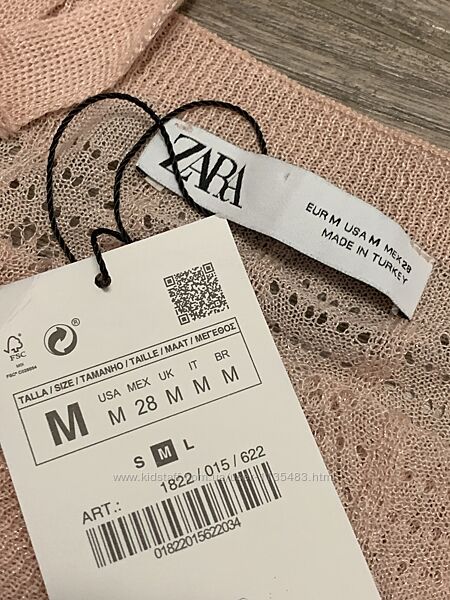 ZARA
EUR M USA M MEX 28
MADE IN TURKEY
FSC
MIX
TALLA / SIZE / TAMANHO / TAILLE / MAAT / ΜΕΓΕΘΟΣ
M
USA MEX UK IT BR
M 28 M M M
S M L
1822 / 015 / 622
ART.:
01822015622034